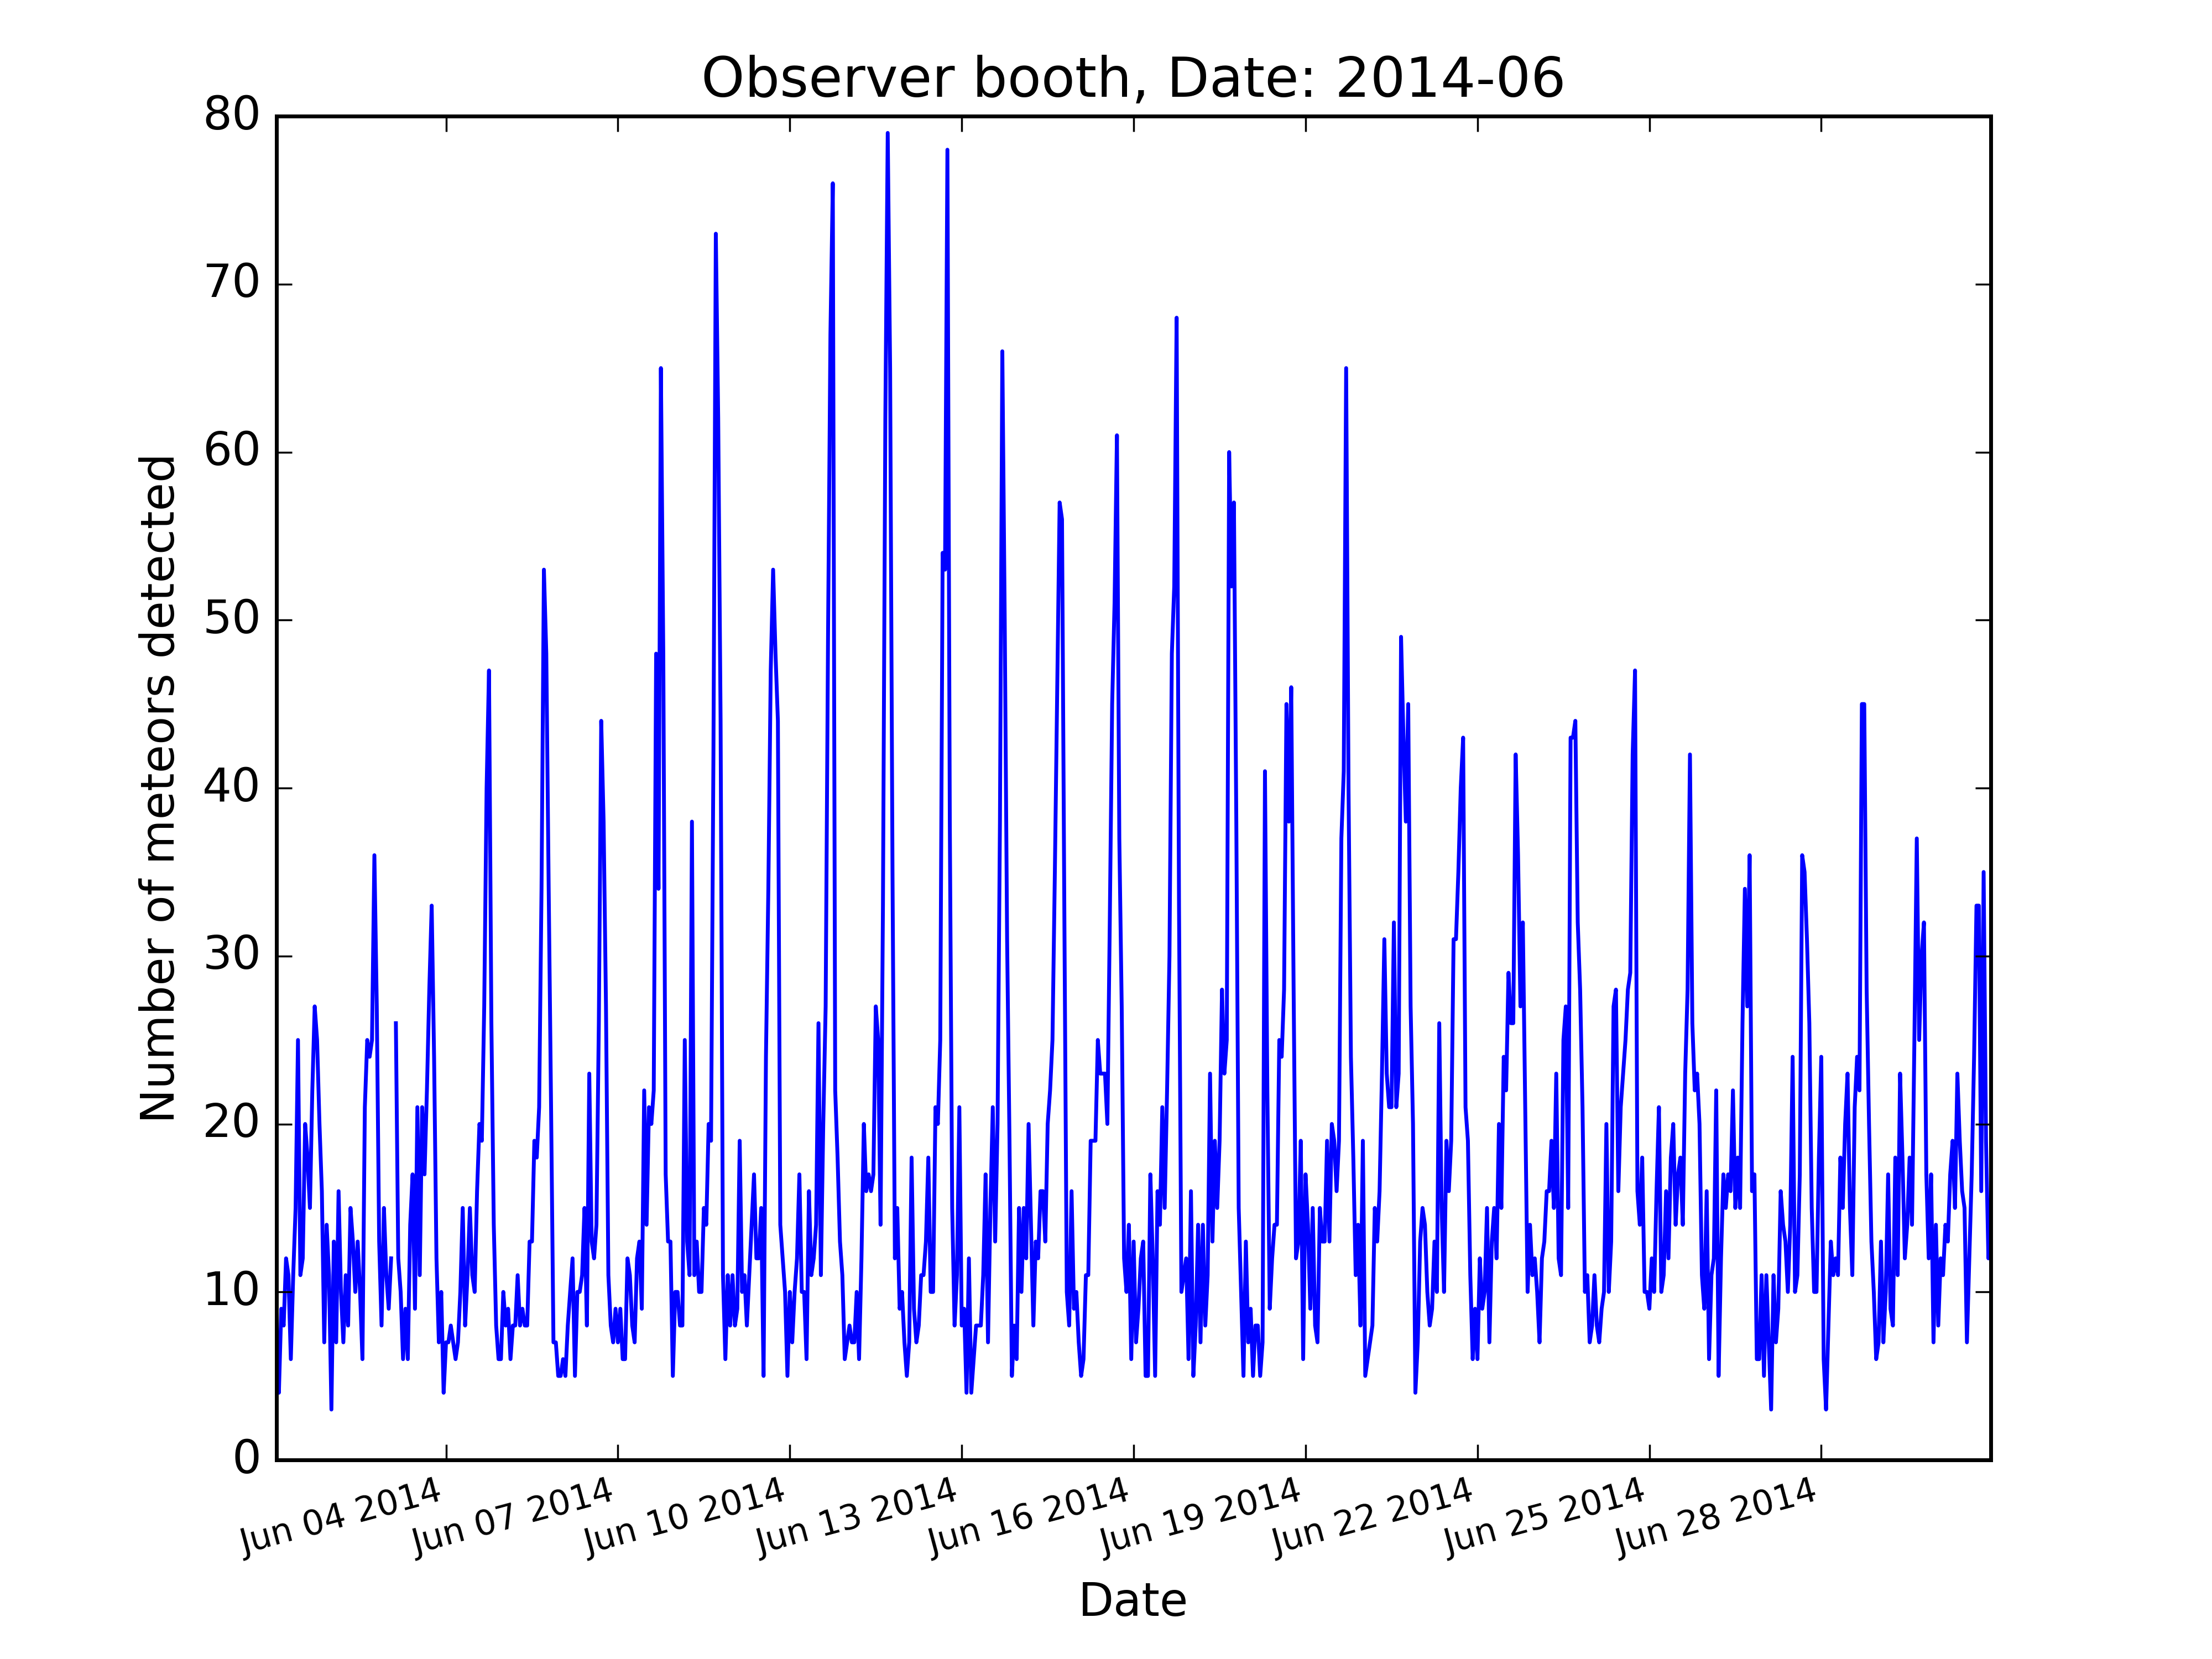 Observer booth, Date: 2014-06
80
70
60
50
40
30
20
10
0
Number of meteors detected
Jun 04 2014
Jun 07 2014
Jun 10 2014
Jun 13 2014
Jun 16 2014
Jun 19 2014
Jun 22 2014
Jun 25 2014
Jun 28 2014
Date